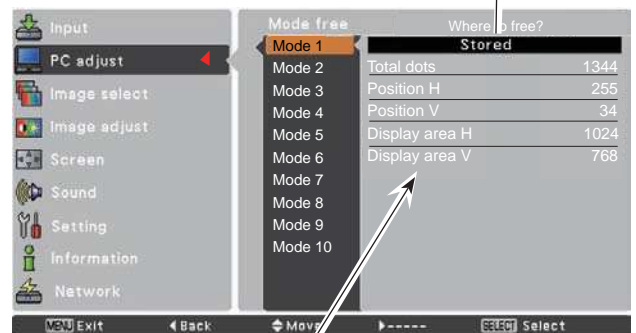 Input
PC adjust
Image select
Image adjust
Screen
Sound
Setting
Information
Network
Mode free
Mode 1
Mode 2
Mode 3
Mode 4
Mode 5
Mode 6
Mode 7
Mode 8
Mode 9
Mode 10
Where to free?
Stored
Total dots 1344
Position H 255
Position V 34
Display area H 1024
Display area V 768
MENU Exit ◀Back Move ▶----- SELECT Select